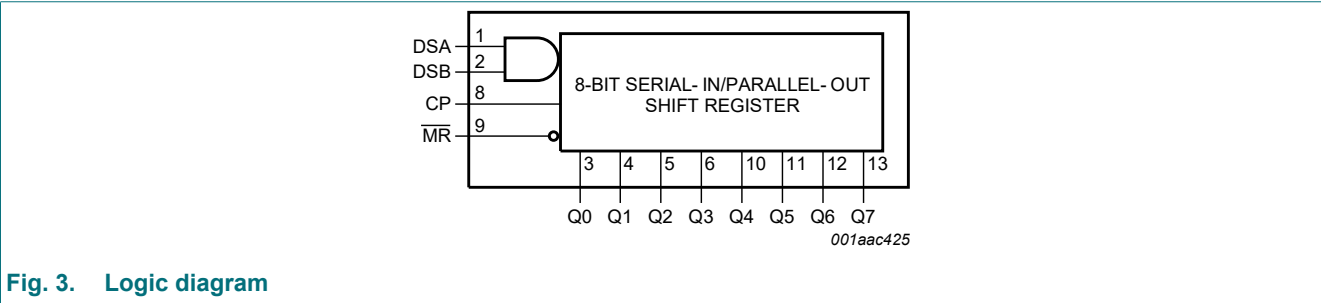 DSA 1
DSB 2
CP 8
MR 9
8-BIT SERIAL- IN/PARALLEL- OUT
SHIFT REGISTER
3 4 5 6 10 11 12 13
Q0 Q1 Q2 Q3 Q4 Q5 Q6 Q7
001aac425
Fig. 3. Logic diagram